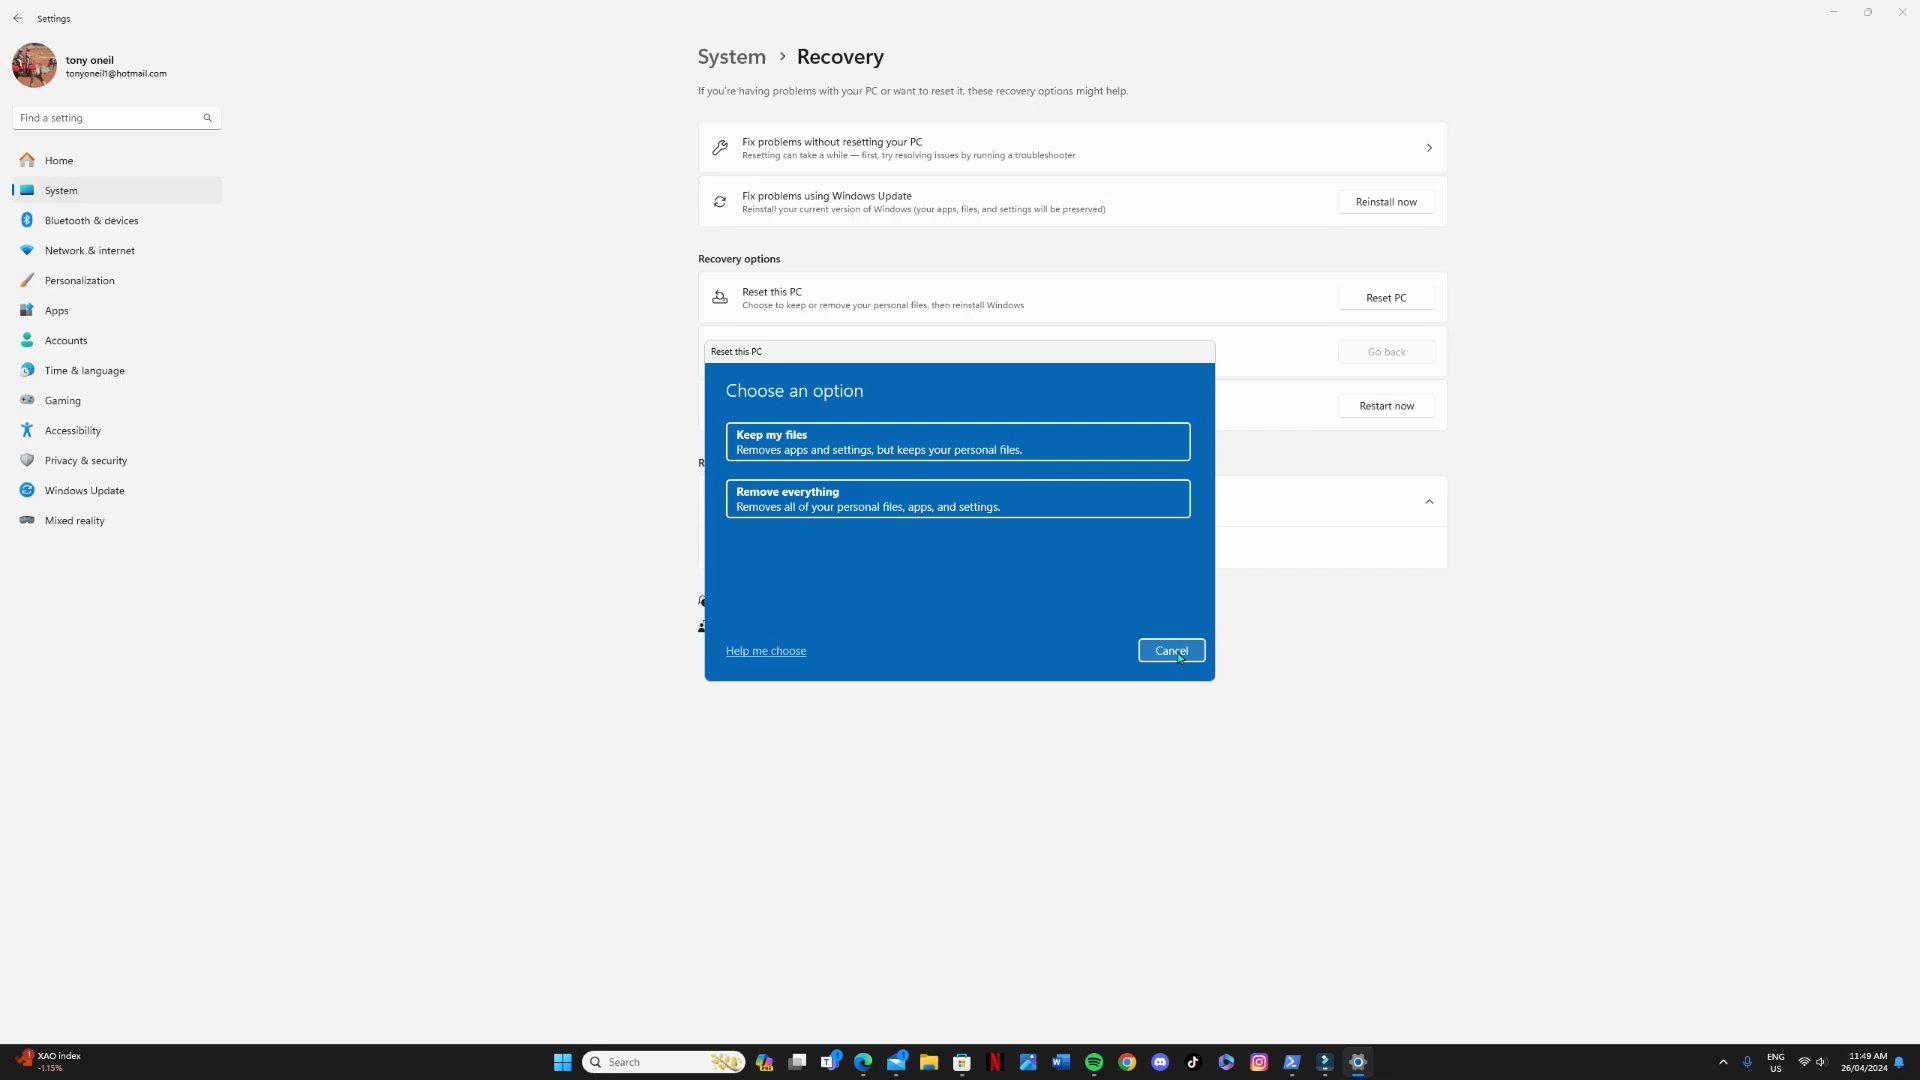 Settings
tony oneil
tonyoneil1@hotmail.com
Find a setting
Home
System
Bluetooth & devices
Network & internet
Personalization
Apps
Accounts
Time & language
Gaming
Accessibility
Privacy & security
Windows Update
Mixed reality
System > Recovery
If you're having problems with your PC or want to reset it, these recovery options might help.
Fix problems without resetting your PC
Resetting can take a while — first, try resolving issues by running a troubleshooter
Fix problems using Windows Update
Reinstall your current version of Windows (your apps, files, and settings will be preserved)
Reinstall now
Recovery options
Reset this PC
Choose to keep or remove your personal files, then reinstall Windows
Reset PC
Go back
Restart now
R
Reset this PC
Choose an option
Keep my files
Removes apps and settings, but keeps your personal files.
Remove everything
Removes all of your personal files, apps, and settings.
Help me choose
Cancel
1
XAO index
-1.15%
Search
ENG
US
11:49 AM
26/04/2024